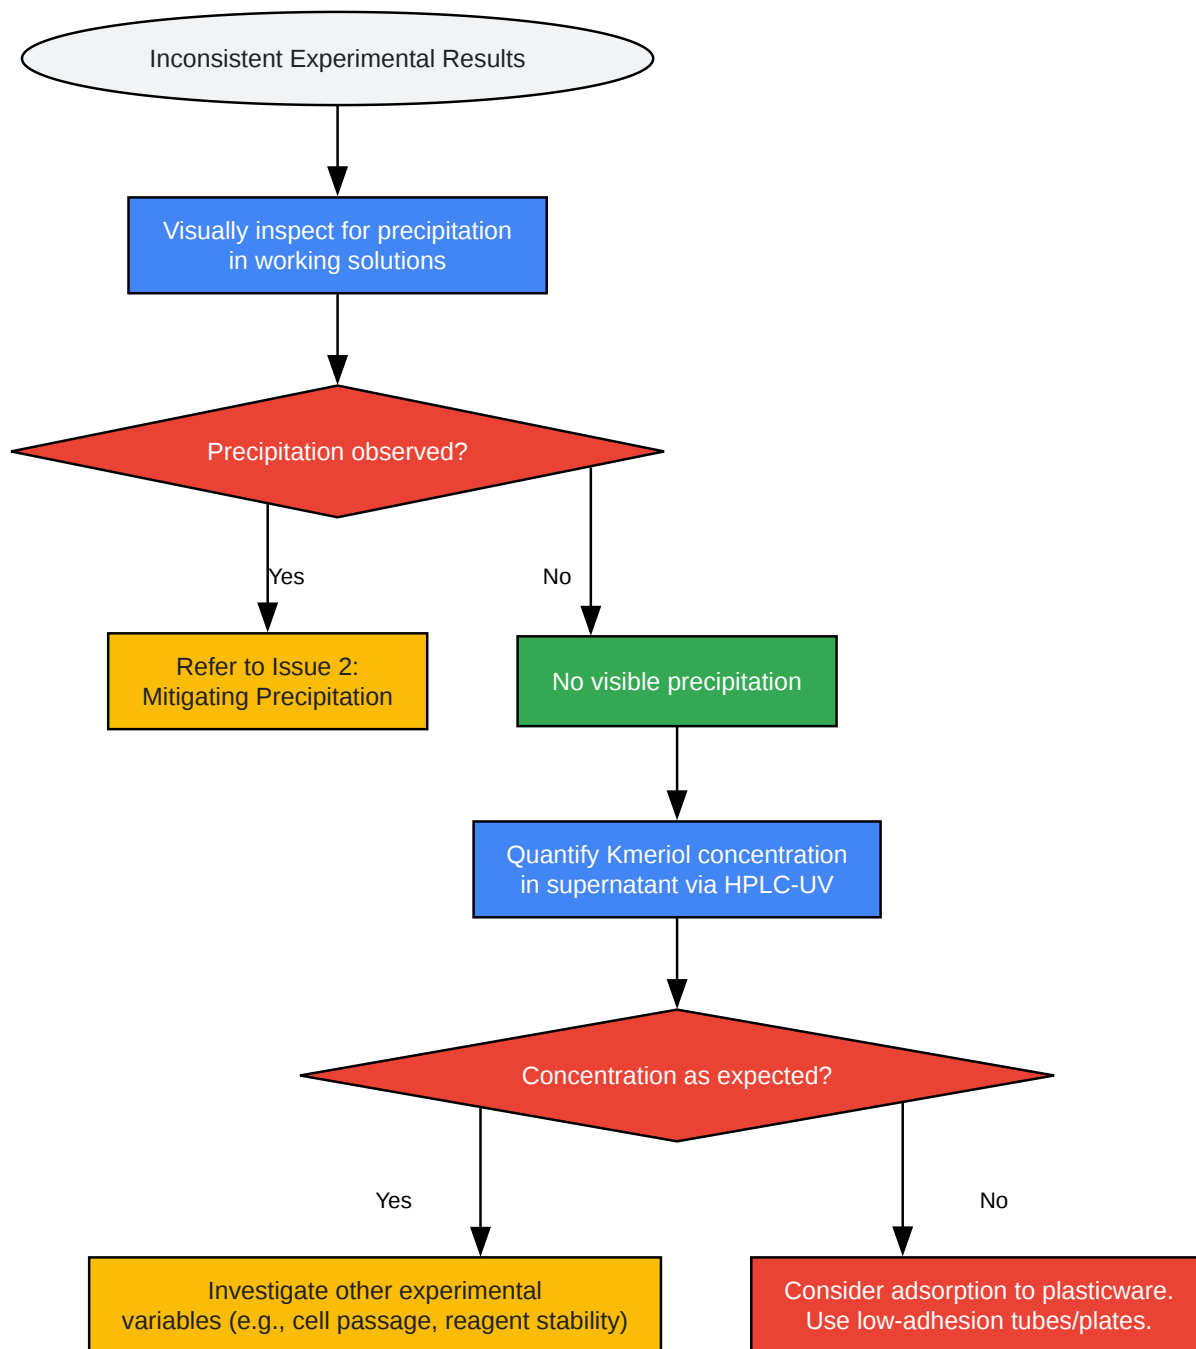 Inconsistent Experimental Results
Visually inspect for precipitation
in working solutions
Precipitation observed?
Yes
No
Refer to Issue 2:
Mitigating Precipitation
No visible precipitation
Quantify Kmeriol concentration
in supernatant via HPLC-UV
Concentration as expected?
Yes
No
Investigate other experimental
variables (e.g., cell passage, reagent stability)
Consider adsorption to plasticware.
Use low-adhesion tubes/plates.